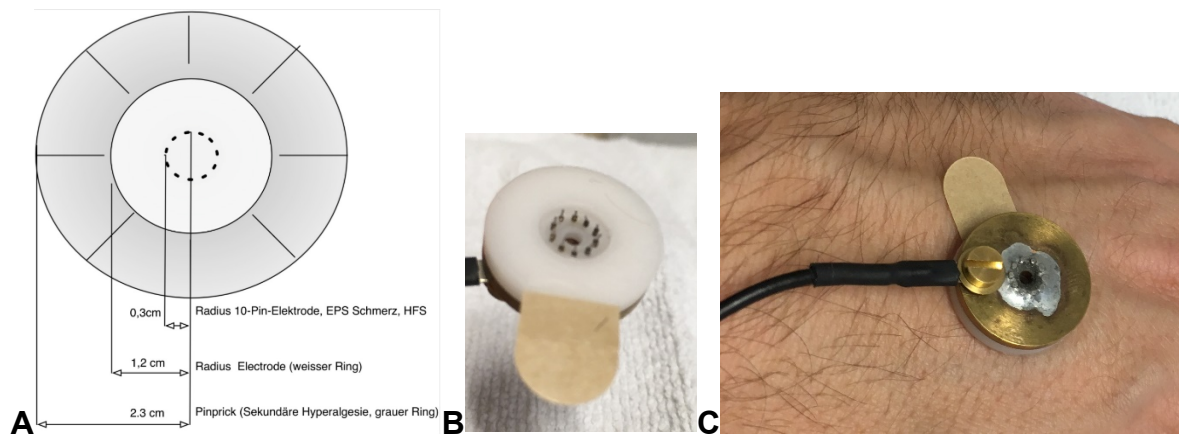 0,3cm Radius 10-Pin-Elektrode, EPS Schmerz, HFS
1,2 cm Radius Electrode (weisser Ring)
2.3 cm Pinprick (Sekundäre Hyperalgesie, grauer Ring)
A
B
C